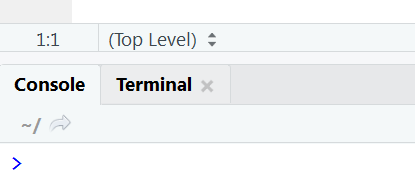 1:1 (Top Level)
Console Terminal
~/
>